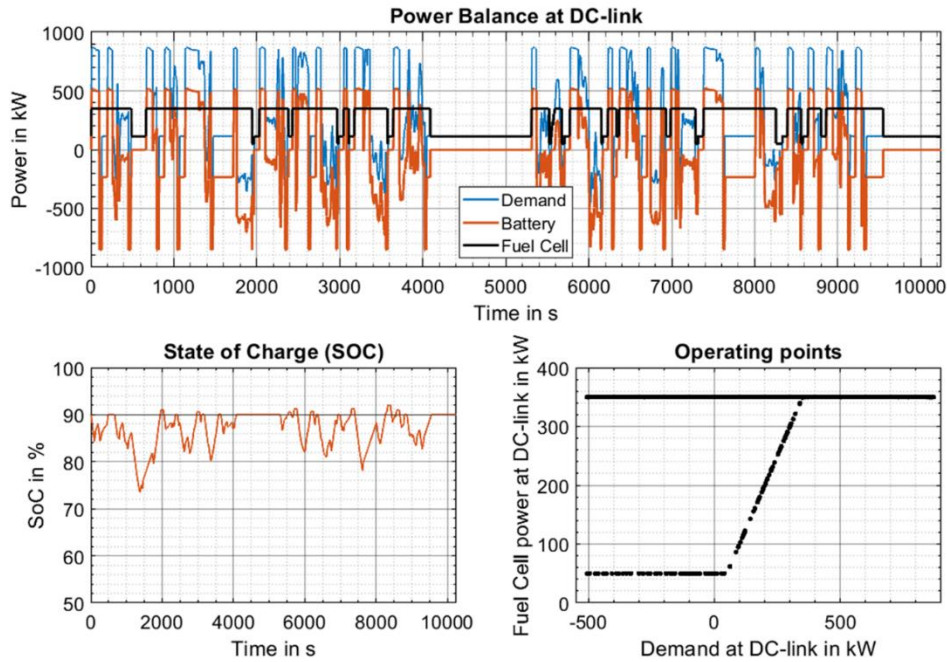 Power Balance at DC-link
1000
500
0
-500
-1000
Power in kW
Demand
Battery
Fuel Cell
0 1000 2000 3000 4000 5000 6000 7000 8000 9000 10000
Time in s
State of Charge (SOC)
100
90
80
70
60
50
SoC in %
0 2000 4000 6000 8000 10000
Time in s
Operating points
400
300
200
100
0
Fuel Cell power at DC-link in kW
-500 0 500
Demand at DC-link in kW